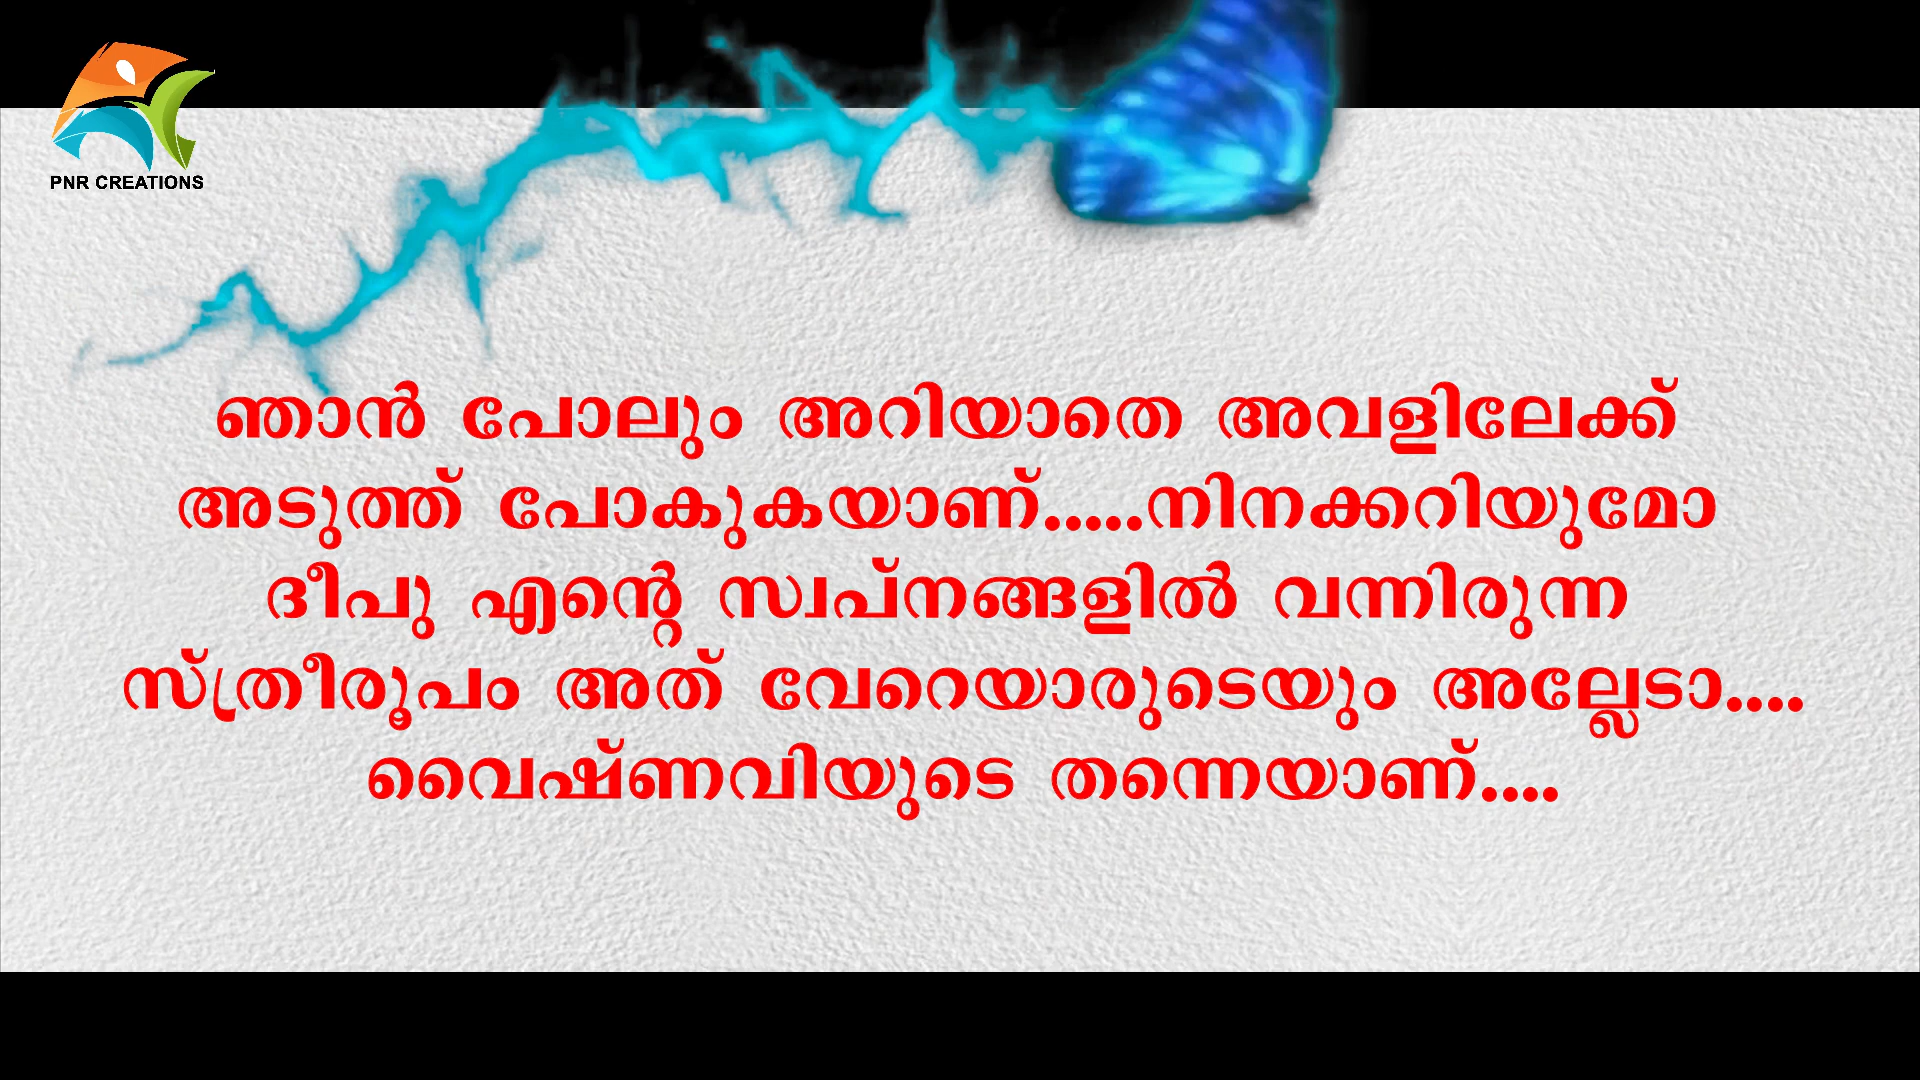 PNR CREATIONS
ഞാൻ പോലും അറിയാതെ അവളിലേക്ക്
അടുത്ത് പോകുകയാണ്.....നിനക്കറിയുമോ
ദീപു എന്റെ സ്വപ്നങ്ങളിൽ വന്നിരുന്ന
സ്ത്രീരൂപം അത് വേറെയാരുടെയും അല്ലേടാ....
വൈഷ്ണവിയുടെ തന്നെയാണ്....